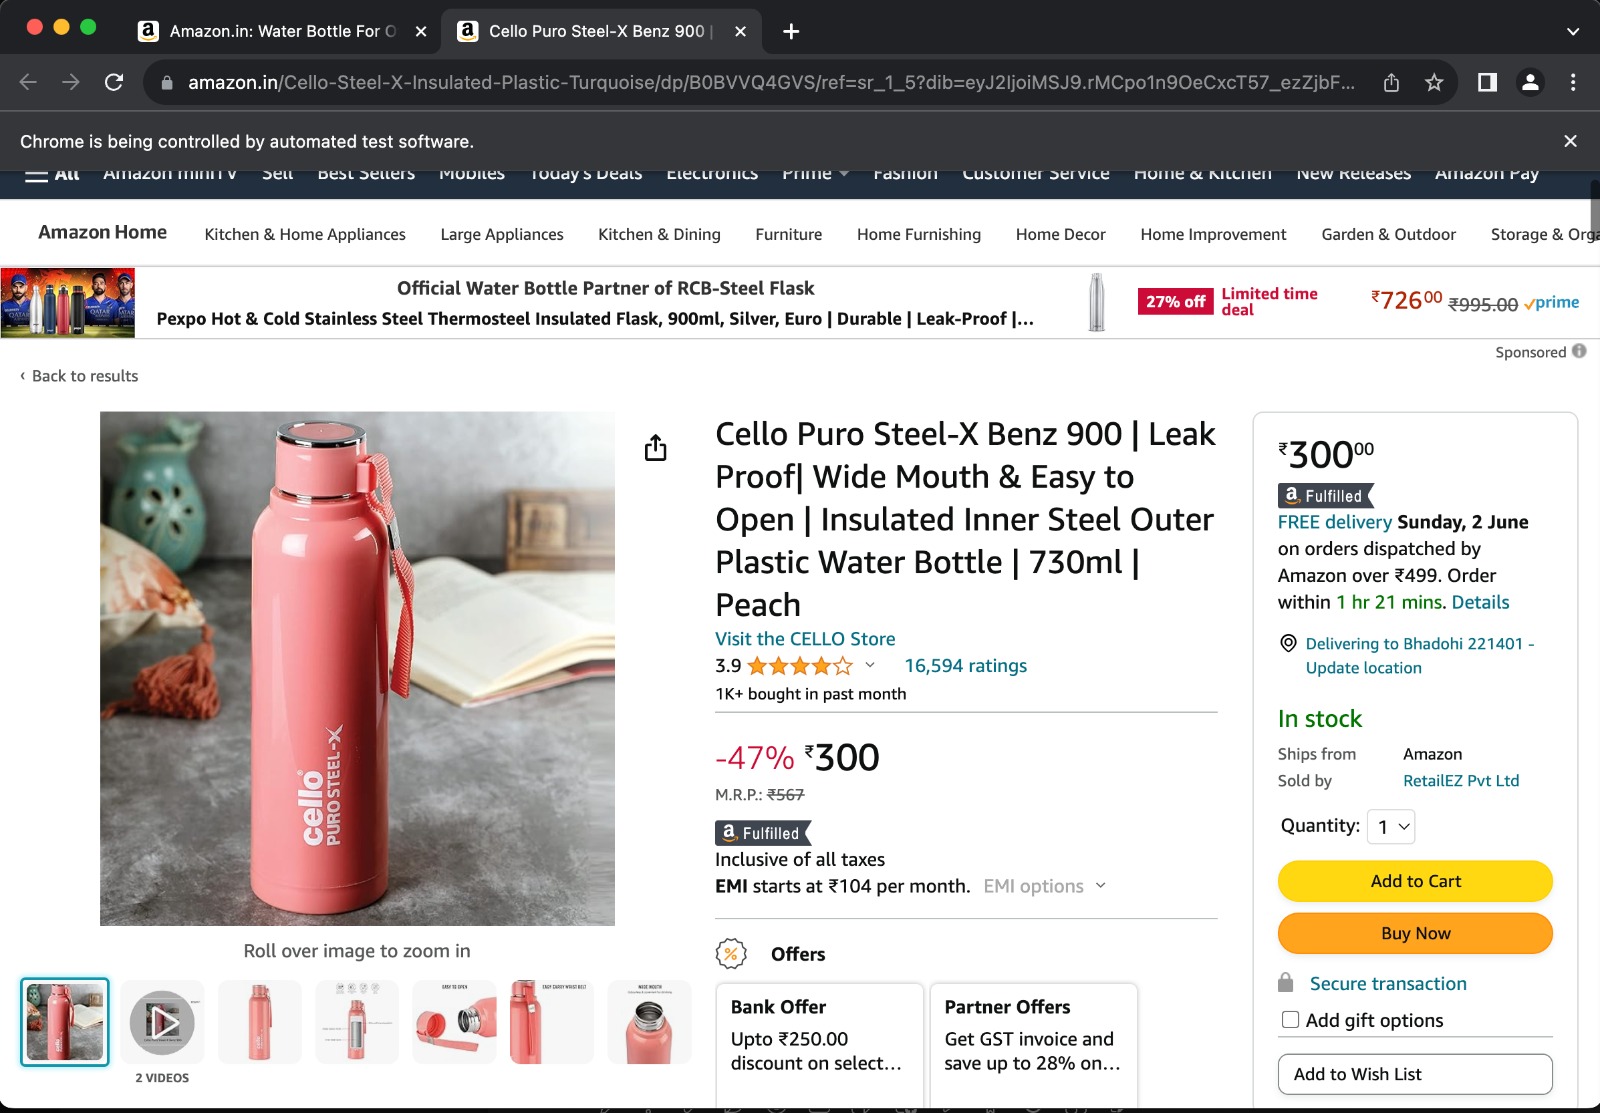 Amazon.in: Water Bottle For O
Cello Puro Steel-X Benz 900 |
amazon.in/Cello-Steel-X-Insulated-Plastic-Turquoise/dp/B0BVVQ4GVS/ref=sr_1_5?dib=eyJ2IjoiMSJ9.rMCpo1n9OeCxcT57_ezZjbF...
Chrome is being controlled by automated test software.
All Amazon miniTV Sell Best Sellers Mobiles Today's Deals Electronics Prime Fashion Customer Service Home & Kitchen New Releases Amazon Pay
Amazon Home Kitchen & Home Appliances Large Appliances Kitchen & Dining Furniture Home Furnishing Home Decor Home Improvement Garden & Outdoor Storage & Orga
Official Water Bottle Partner of RCB-Steel Flask
Pexpo Hot & Cold Stainless Steel Thermosteel Insulated Flask, 900ml, Silver, Euro | Durable | Leak-Proof |...
27% off Limited time deal
₹72600 ₹995.00 prime
Sponsored
‹ Back to results
cello
PURO STEEL-X
Roll over image to zoom in
EASY TO OPEN
WIDE MOUTH
2 VIDEOS
Cello Puro Steel-X Benz 900 | Leak
Proof| Wide Mouth & Easy to
Open | Insulated Inner Steel Outer
Plastic Water Bottle | 730ml |
Peach
Visit the CELLO Store
3.9 16,594 ratings
1K+ bought in past month
-47% ₹300
M.R.P.: ₹567
a Fulfilled
Inclusive of all taxes
EMI starts at ₹104 per month. EMI options
% Offers
Bank Offer
Upto ₹250.00
discount on select...
Partner Offers
Get GST invoice and
save up to 28% on...
₹30000
a Fulfilled
FREE delivery Sunday, 2 June
on orders dispatched by
Amazon over ₹499. Order
within 1 hr 21 mins. Details
Delivering to Bhadohi 221401 -
Update location
In stock
Ships from Amazon
Sold by RetailEZ Pvt Ltd
Quantity: 1
Add to Cart
Buy Now
Secure transaction
Add gift options
Add to Wish List